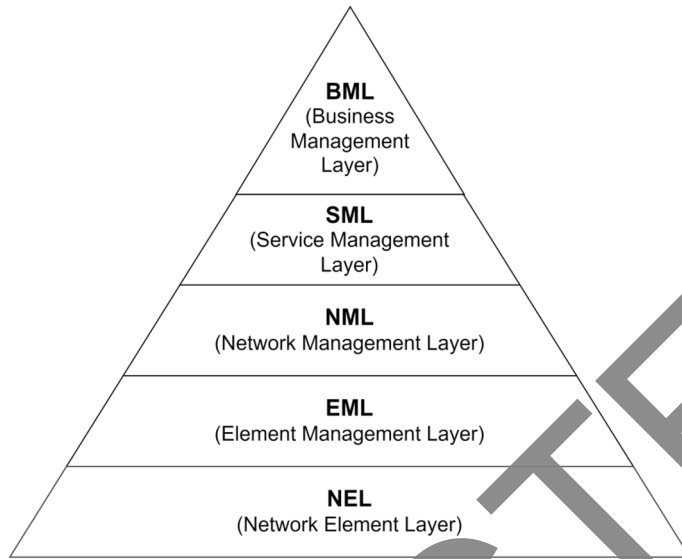 BML
(Business
Management
Layer)
SML
(Service Management
Layer)
NML
(Network Management Layer)
EML
(Element Management Layer)
NEL
(Network Element Layer)